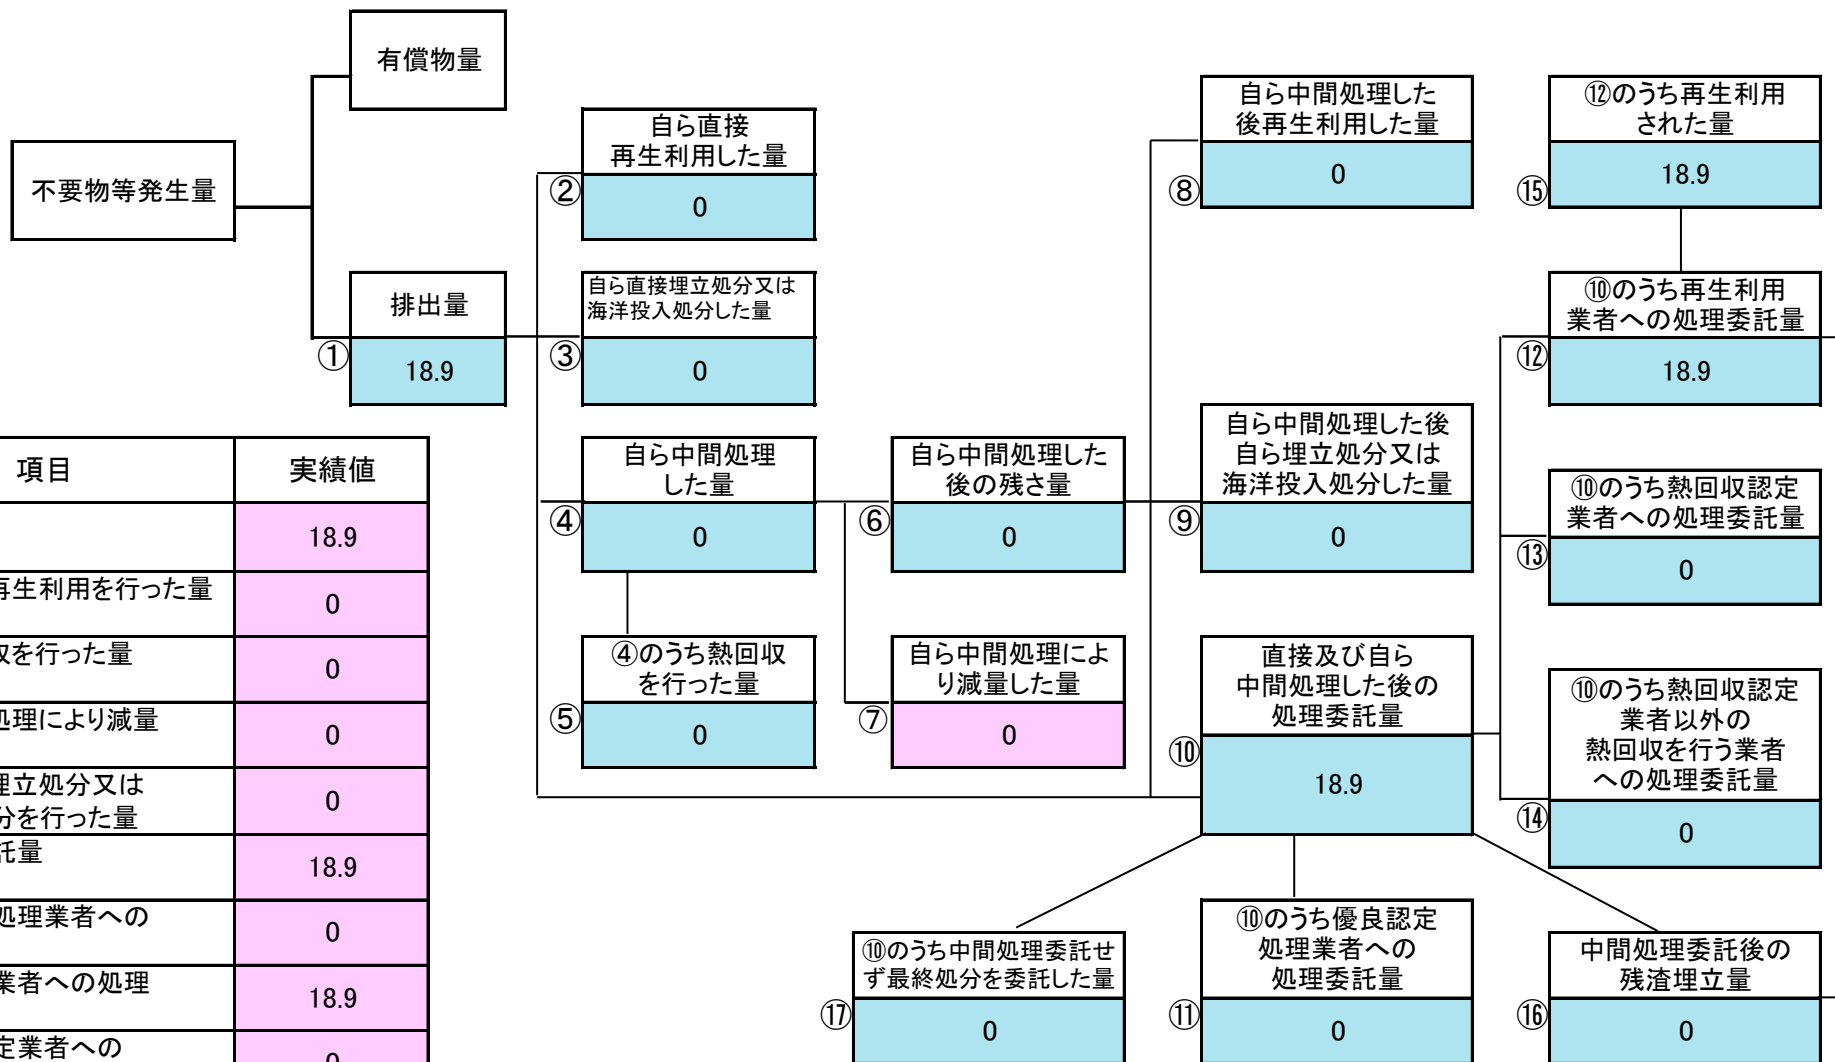 有償物量
不要物等発生量
排出量
①
18.9
自ら直接
再生利用した量
②
0
自ら直接埋立処分又は
海洋投入処分した量
③
0
自ら中間処理
した量
④
0
④のうち熱回収
を行った量
⑤
0
自ら中間処理した
後の残さ量
⑥
0
自ら中間処理によ
り減量した量
⑦
0
自ら中間処理した
後再生利用した量
⑧
0
自ら中間処理した後
自ら埋立処分又は
海洋投入処分した量
⑨
0
直接及び自ら
中間処理した後の
処理委託量
⑩
18.9
⑩のうち優良認定
処理業者への
処理委託量
⑪
0
⑩のうち中間処理委託せ
ず最終処分を委託した量
⑰
0
⑫のうち再生利用
された量
⑮
18.9
⑩のうち再生利用
業者への処理委託量
⑫
18.9
⑩のうち熱回収認定
業者への処理委託量
⑬
0
⑩のうち熱回収認定
業者以外の
熱回収を行う業者
への処理委託量
⑭
0
中間処理委託後の
残渣埋立量
⑯
0
項目 実績値
18.9
再生利用を行った量
0
を行った量
0
処理により減量
0
埋立処分又は
分を行った量
0
託量
18.9
処理業者への
0
業者への処理
18.9
定業者への
0